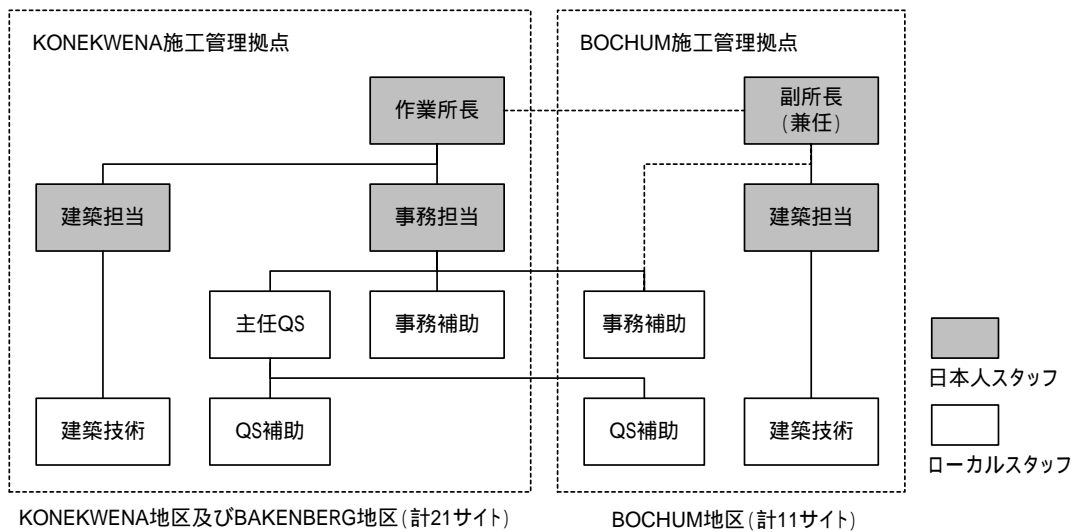 KONEKWENA施工管理拠点
BOCHUM施工管理拠点
作業所長
副所長
(兼任)
建築担当
事務担当
建築担当
主任QS
事務補助
事務補助
建築技術
QS補助
QS補助
建築技術
日本人スタッフ
ローカルスタッフ
KONEKWENA地区及びBAKENBERG地区(計21サイト)
BOCHUM地区(計11サイト)